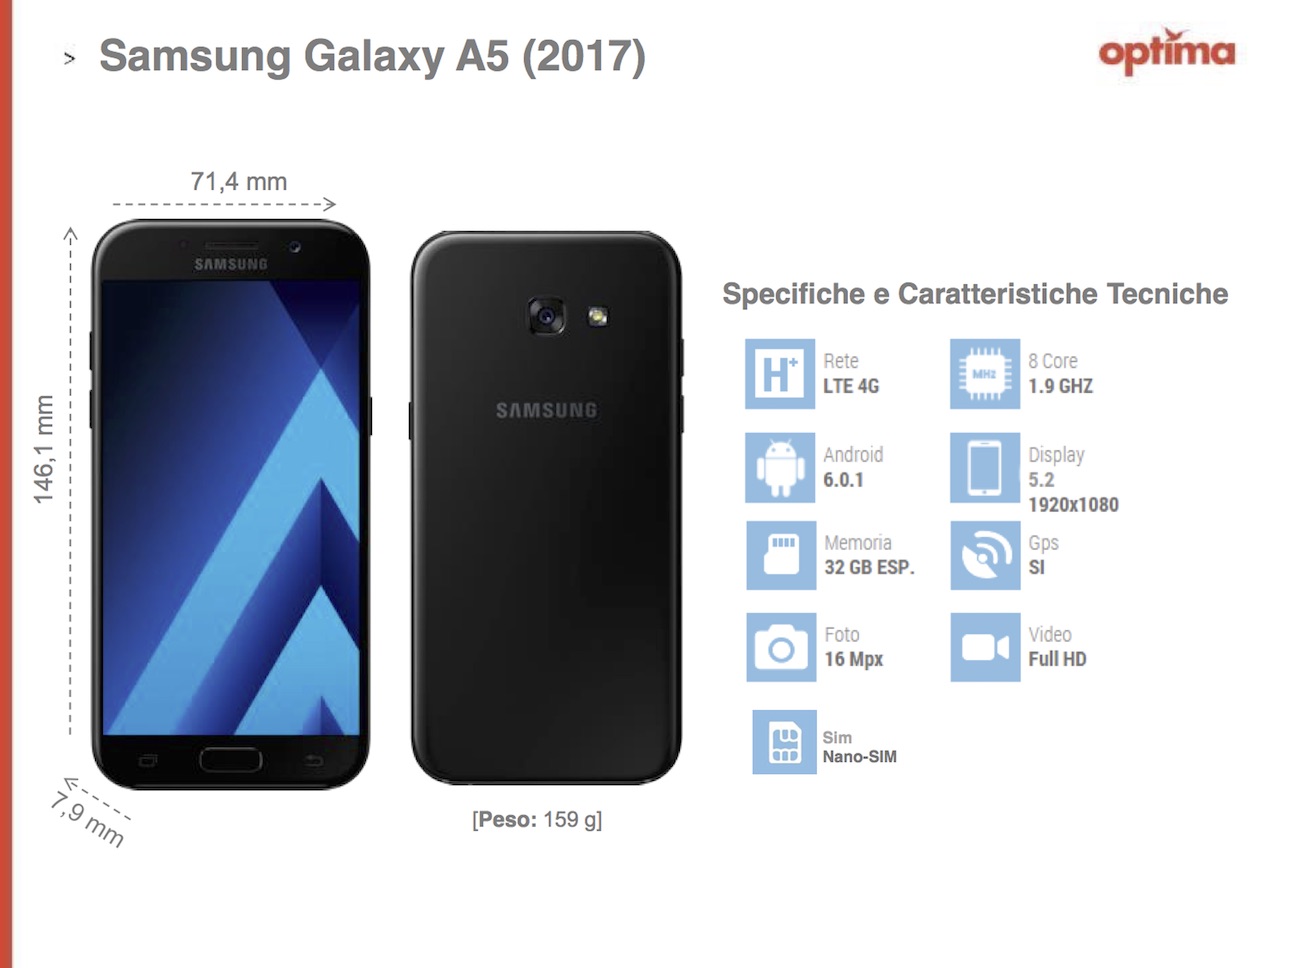 > Samsung Galaxy A5 (2017)
optima
71,4 mm
146,1 mm
7,9 mm
SAMSUNG
SAMSUNG
[Peso: 159 g]
Specifiche e Caratteristiche Tecniche
H+
Rete
LTE 4G
MHz
8 Core
1.9 GHZ
Android
6.0.1
Display
5.2
1920x1080
Memoria
32 GB ESP.
Gps
SI
Foto
16 Mpx
Video
Full HD
Sim
Nano-SIM